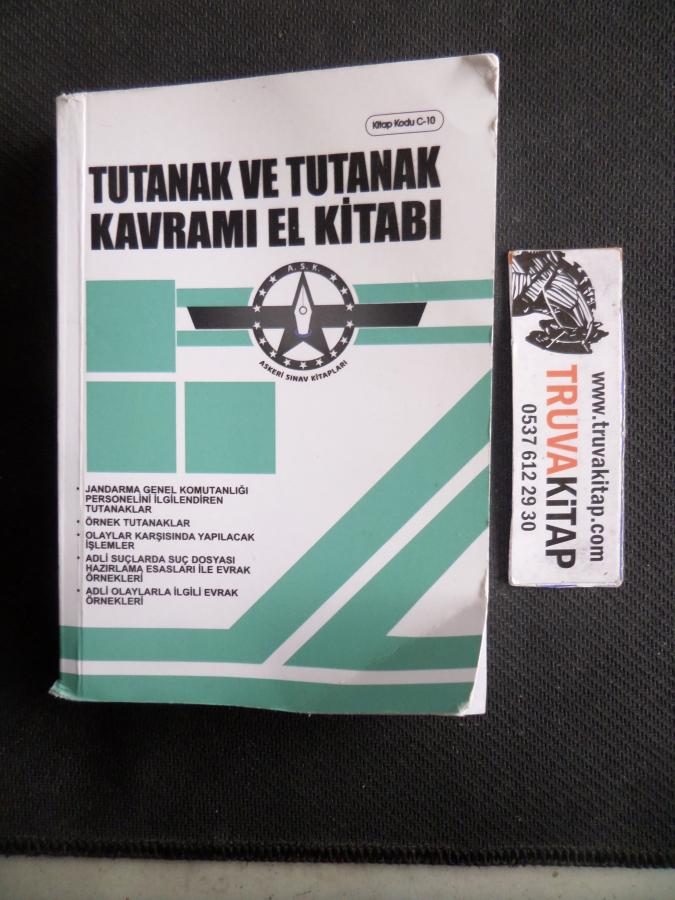 Kitap Kodu C-10
TUTANAK VE TUTANAK
KAVRAMI EL KİTABI
A. S. K.
ASKERİ SINAV KİTAPLARI
• JANDARMA GENEL KOMUTANLIĞI
PERSONELİNİ İLGİLENDİREN
TUTANAKLAR
• ÖRNEK TUTANAKLAR
• OLAYLAR KARŞISINDA YAPILACAK
İŞLEMLER
• ADLİ SUÇLARDA SUÇ DOSYASI
HAZIRLAMA ESASLARI İLE EVRAK
ÖRNEKLERİ
• ADLİ OLAYLARLA İLGİLİ EVRAK
ÖRNEKLERİ
www.truvakitap.com
TRUVAKİTAP
0537 612 29 30